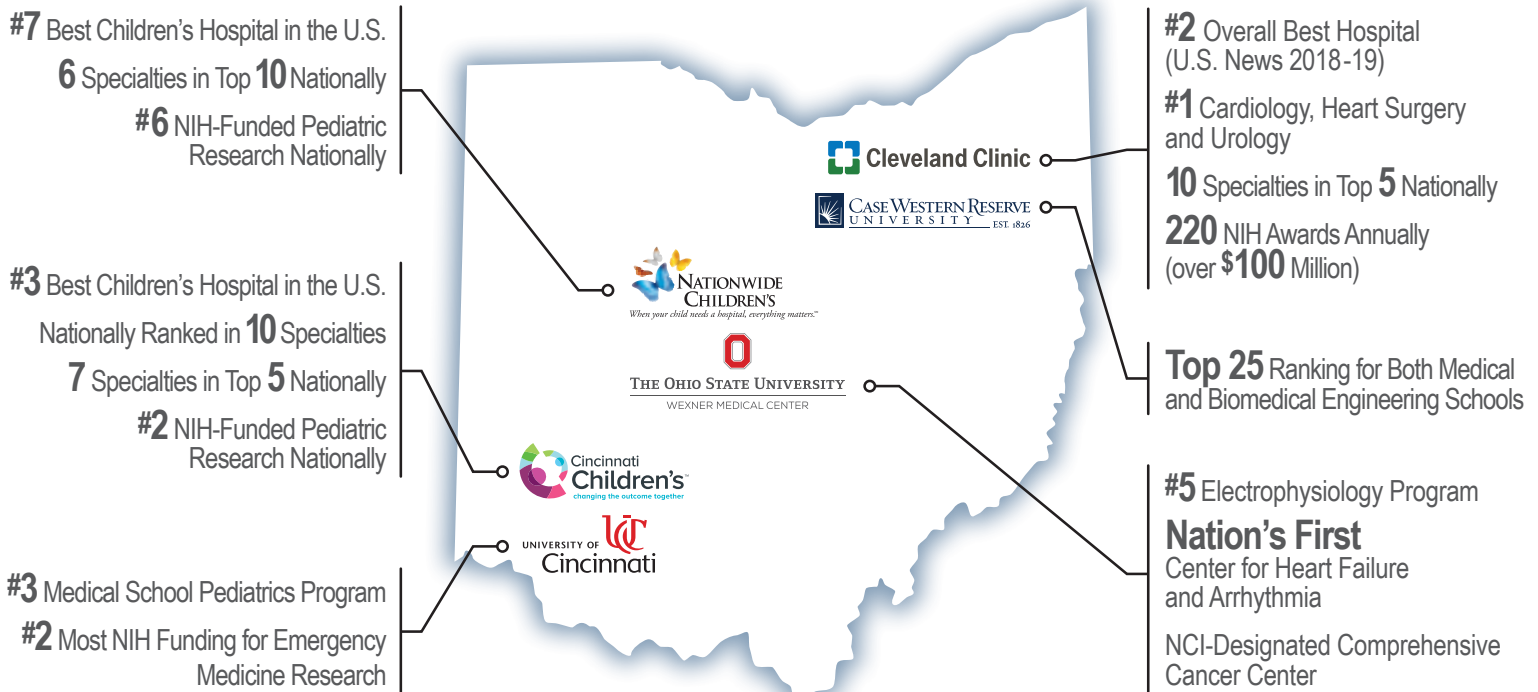 #7 Best Children's Hospital in the U.S.
6 Specialties in Top 10 Nationally
#6 NIH-Funded Pediatric
Research Nationally
#3 Best Children's Hospital in the U.S.
Nationally Ranked in 10 Specialties
7 Specialties in Top 5 Nationally
#2 NIH-Funded Pediatric
Research Nationally
#3 Medical School Pediatrics Program
#2 Most NIH Funding for Emergency
Medicine Research
Cleveland Clinic
CASE WESTERN RESERVE
UNIVERSITY EST. 1826
NATIONWIDE
CHILDREN'S
When your child needs a hospital, everything matters.℠
THE OHIO STATE UNIVERSITY
WEXNER MEDICAL CENTER
Cincinnati
Children's™
changing the outcome together
UC
UNIVERSITY OF
Cincinnati
#2 Overall Best Hospital
(U.S. News 2018-19)
#1 Cardiology, Heart Surgery
and Urology
10 Specialties in Top 5 Nationally
220 NIH Awards Annually
(over $100 Million)
Top 25 Ranking for Both Medical
and Biomedical Engineering Schools
#5 Electrophysiology Program
Nation's First
Center for Heart Failure
and Arrhythmia
NCI-Designated Comprehensive
Cancer Center